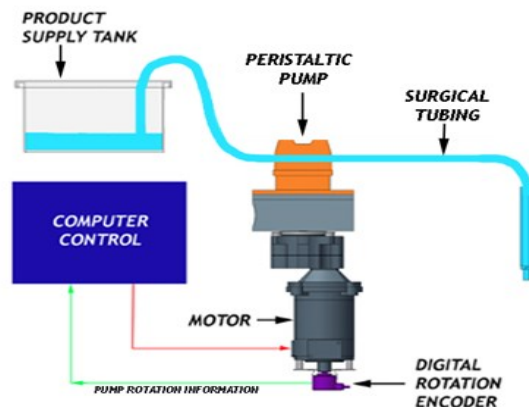 PRODUCT
SUPPLY TANK
PERISTALTIC
PUMP
SURGICAL
TUBING
COMPUTER
CONTROL
MOTOR
DIGITAL
ROTATION
ENCODER
PUMP ROTATION INFORMATION